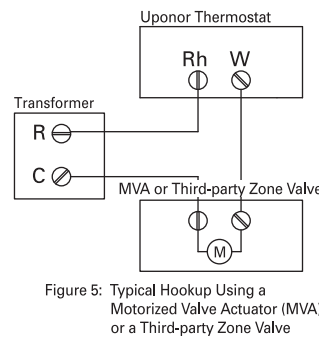 Uponor Thermostat
Rh W
Transformer
R
C
MVA or Third-party Zone Valve
M
Figure 5: Typical Hookup Using a
Motorized Valve Actuator (MVA)
or a Third-party Zone Valve